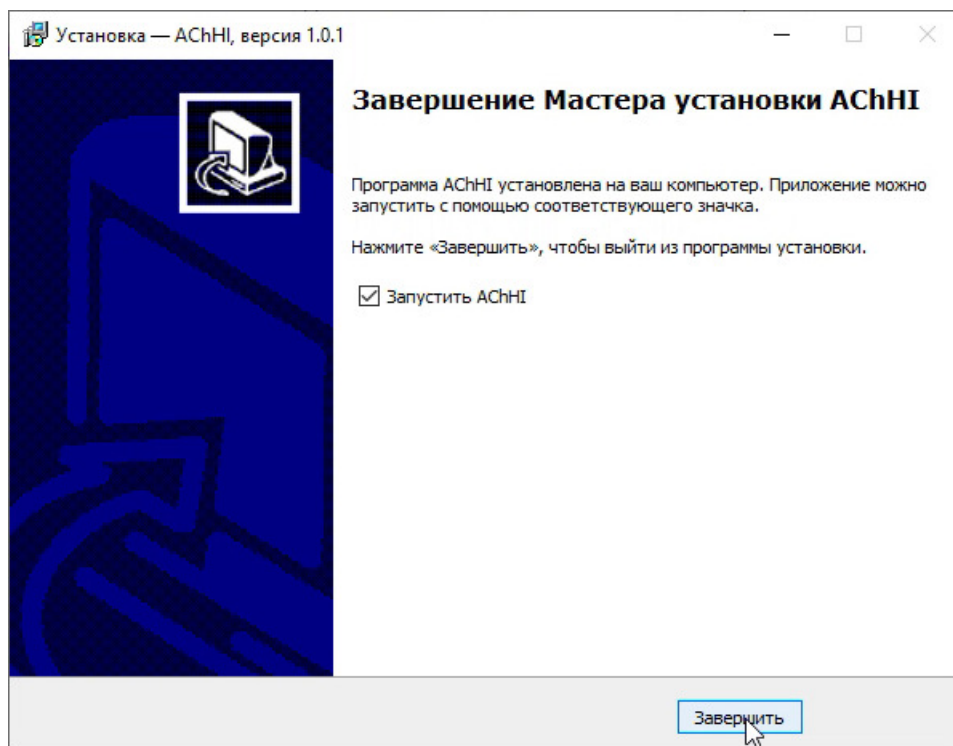 Установка — AChHI, версия 1.0.1
Завершение Мастера установки AChHI
Программа AChHI установлена на ваш компьютер. Приложение можно
запустить с помощью соответствующего значка.
Нажмите «Завершить», чтобы выйти из программы установки.
Запустить AChHI
Завершить